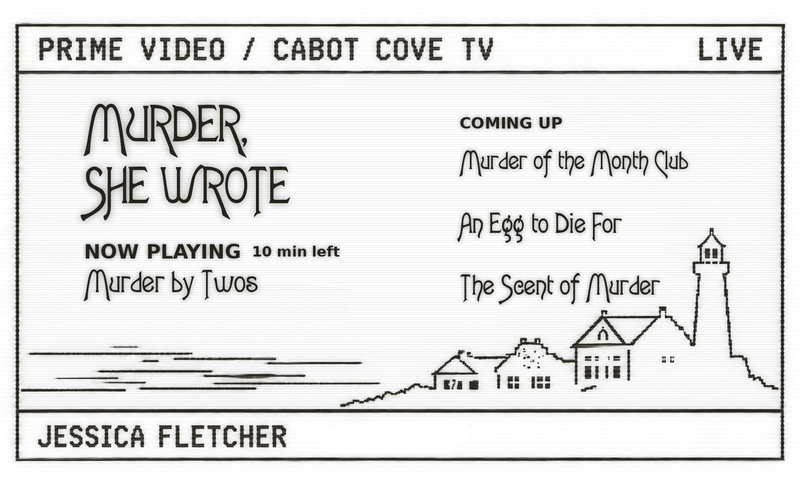 PRIME VIDEO / CABOT COVE TV LIVE
MURDER,
SHE WROTE
NOW PLAYING 10 min left
Murder by Twos
COMING UP
Murder of the Month Club
An Egg to Die For
The Scent of Murder
JESSICA FLETCHER